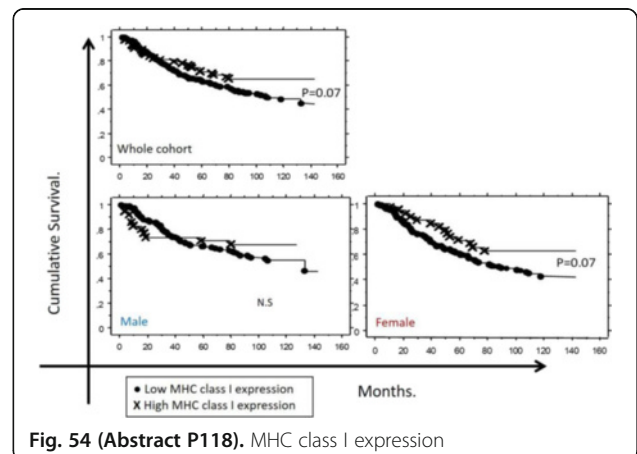 1
.8
.6
.4
.2
0
P=0.07
Whole cohort
0 20 40 60 80 100 120 140 160
1
.8
.6
.4
.2
0
N.S
Male
0 20 40 60 80 100 120 140 160
1
.8
.6
.4
.2
0
P=0.07
Female
0 20 40 60 80 100 120 140 160
Cumulative Survival.
Months.
● Low MHC class I expression
X High MHC class I expression
Fig. 54 (Abstract P118). MHC class I expression